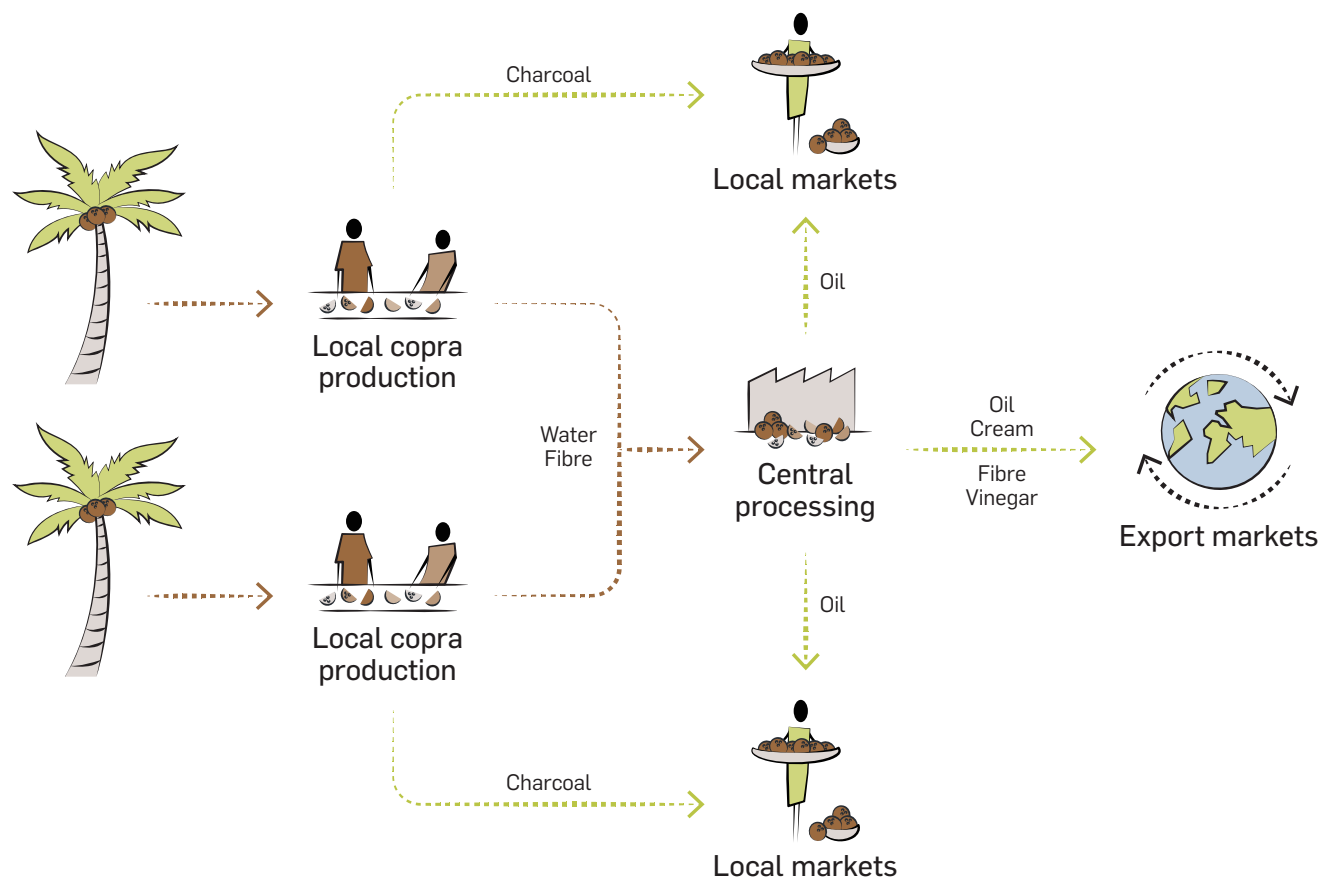 Charcoal
Local markets
Oil
Local copra
production
Water
Fibre
Central
processing
Oil
Cream
Fibre
Vinegar
Export markets
Local copra
production
Oil
Charcoal
Local markets